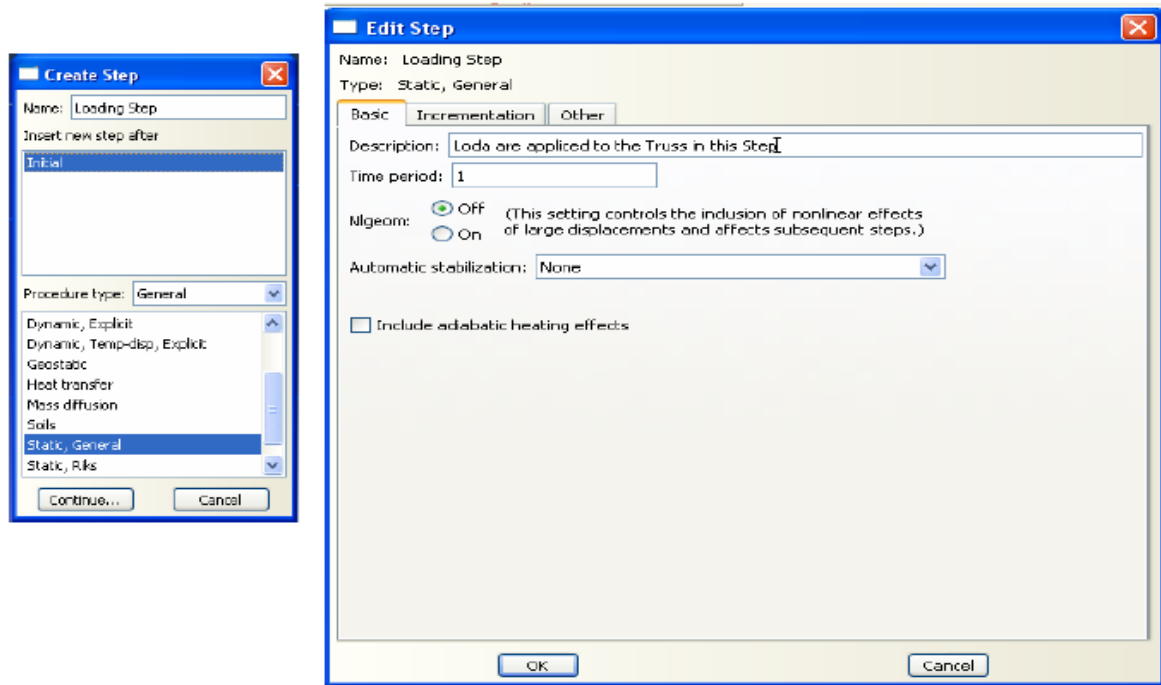 Create Step
Name: Loading Step
Insert new step after
Initial
Procedure type: General
Dynamic, Explicit
Dynamic, Temp-disp, Explicit
Geostatic
Heat transfer
Mass diffusion
Soils
Static, General
Static, Riks
Continue...
Cancel
Edit Step
Name: Loading Step
Type: Static, General
Basic
Incrementation
Other
Description: Loda are appliced to the Truss in this Step
Time period: 1
Nlgeom:
Off
On
(This setting controls the inclusion of nonlinear effects
of large displacements and affects subsequent steps.)
Automatic stabilization: None
Include adiabatic heating effects
OK
Cancel